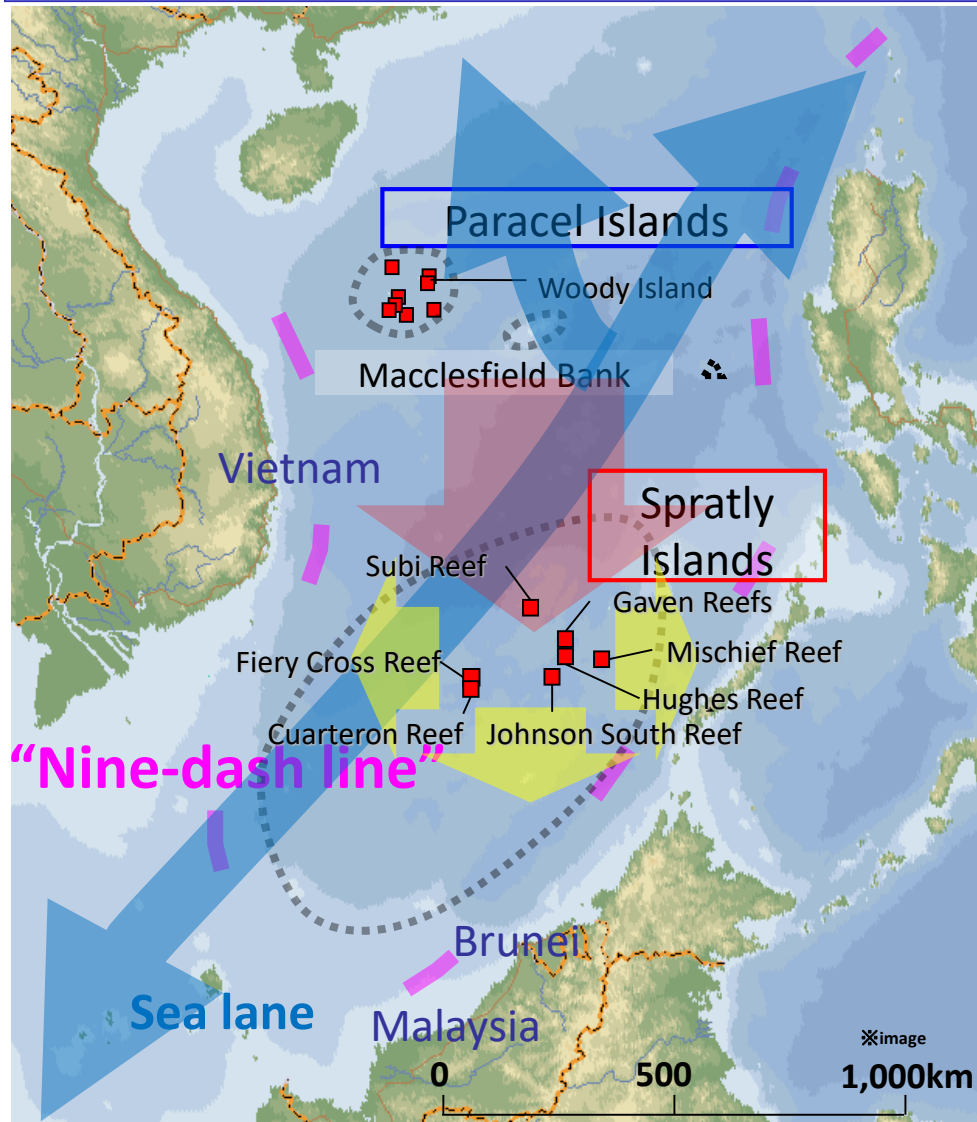 Paracel Islands
Woody Island
Macclesfield Bank
Vietnam
Spratly
Islands
Subi Reef
Gaven Reefs
Fiery Cross Reef
Mischief Reef
Hughes Reef
Cuarteron Reef
Johnson South Reef
“Nine-dash line”
Brunei
Sea lane
Malaysia
※image
0 500 1,000km